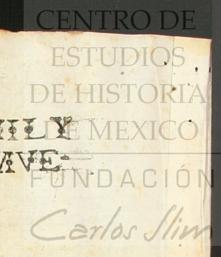 CENTRO DE
ESTUDIOS
DE HISTORIA
DE MEXICO
FUNDACIÓN
Carlos Slim